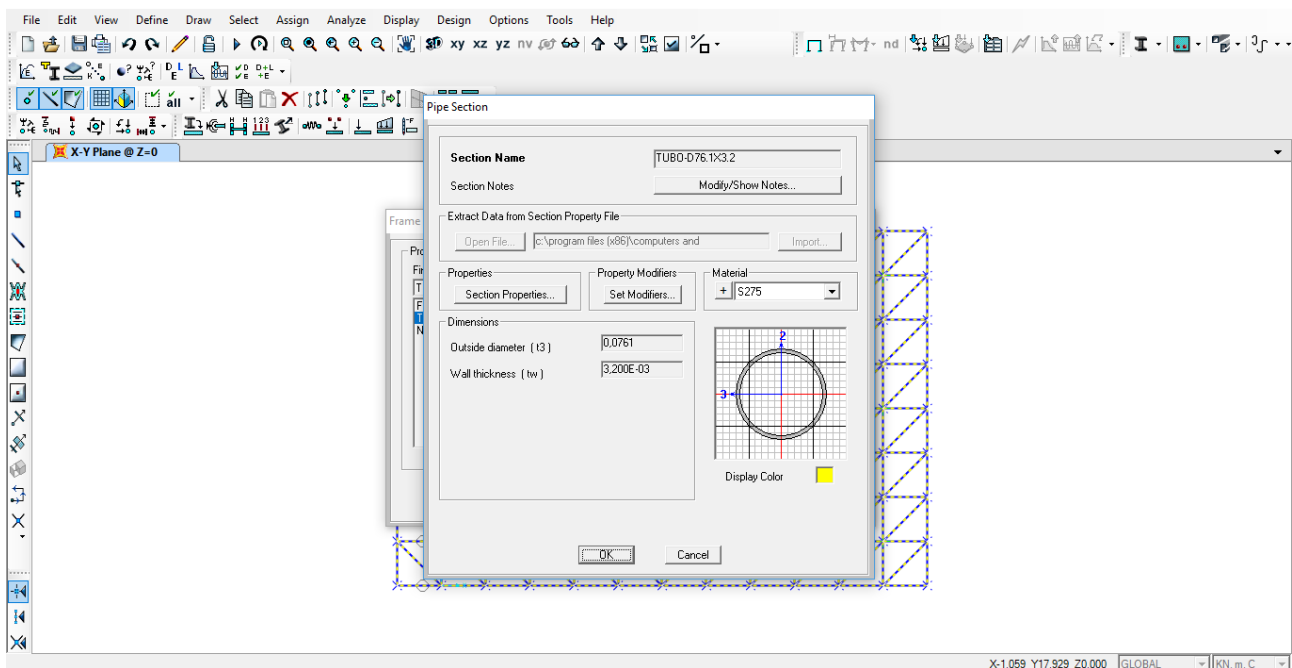 File Edit View Define Draw Select Assign Analyze Display Design Options Tools Help
xy xz yz nv nd
all
X-Y Plane @ Z=0
Pipe Section
Section Name TUBO-D76.1X3.2
Section Notes Modify/Show Notes...
Frame
Extract Data from Section Property File
Open File... c:\program files (x86)\computers and Import...
Properties Property Modifiers Material
Section Properties... Set Modifiers... + S275
Dimensions
Outside diameter ( t3 ) 0,0761
Wall thickness ( tw ) 3,200E-03
2
3
Display Color
OK Cancel
X-1.059 Y17.929 Z0.000 GLOBAL KN, m, C